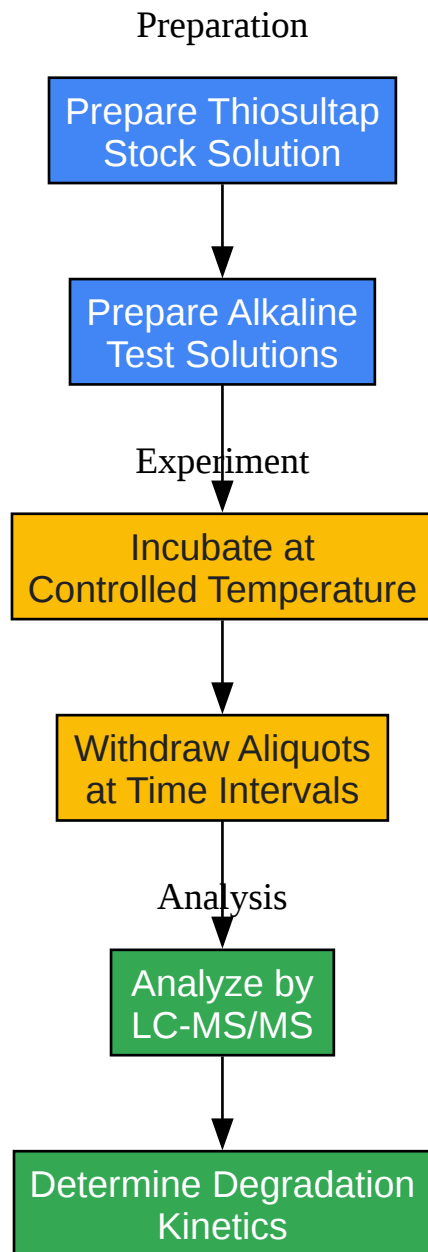 Preparation
Prepare Thiosultap
Stock Solution
Prepare Alkaline
Test Solutions
Experiment
Incubate at
Controlled Temperature
Withdraw Aliquots
at Time Intervals
Analysis
Analyze by
LC-MS/MS
Determine Degradation
Kinetics